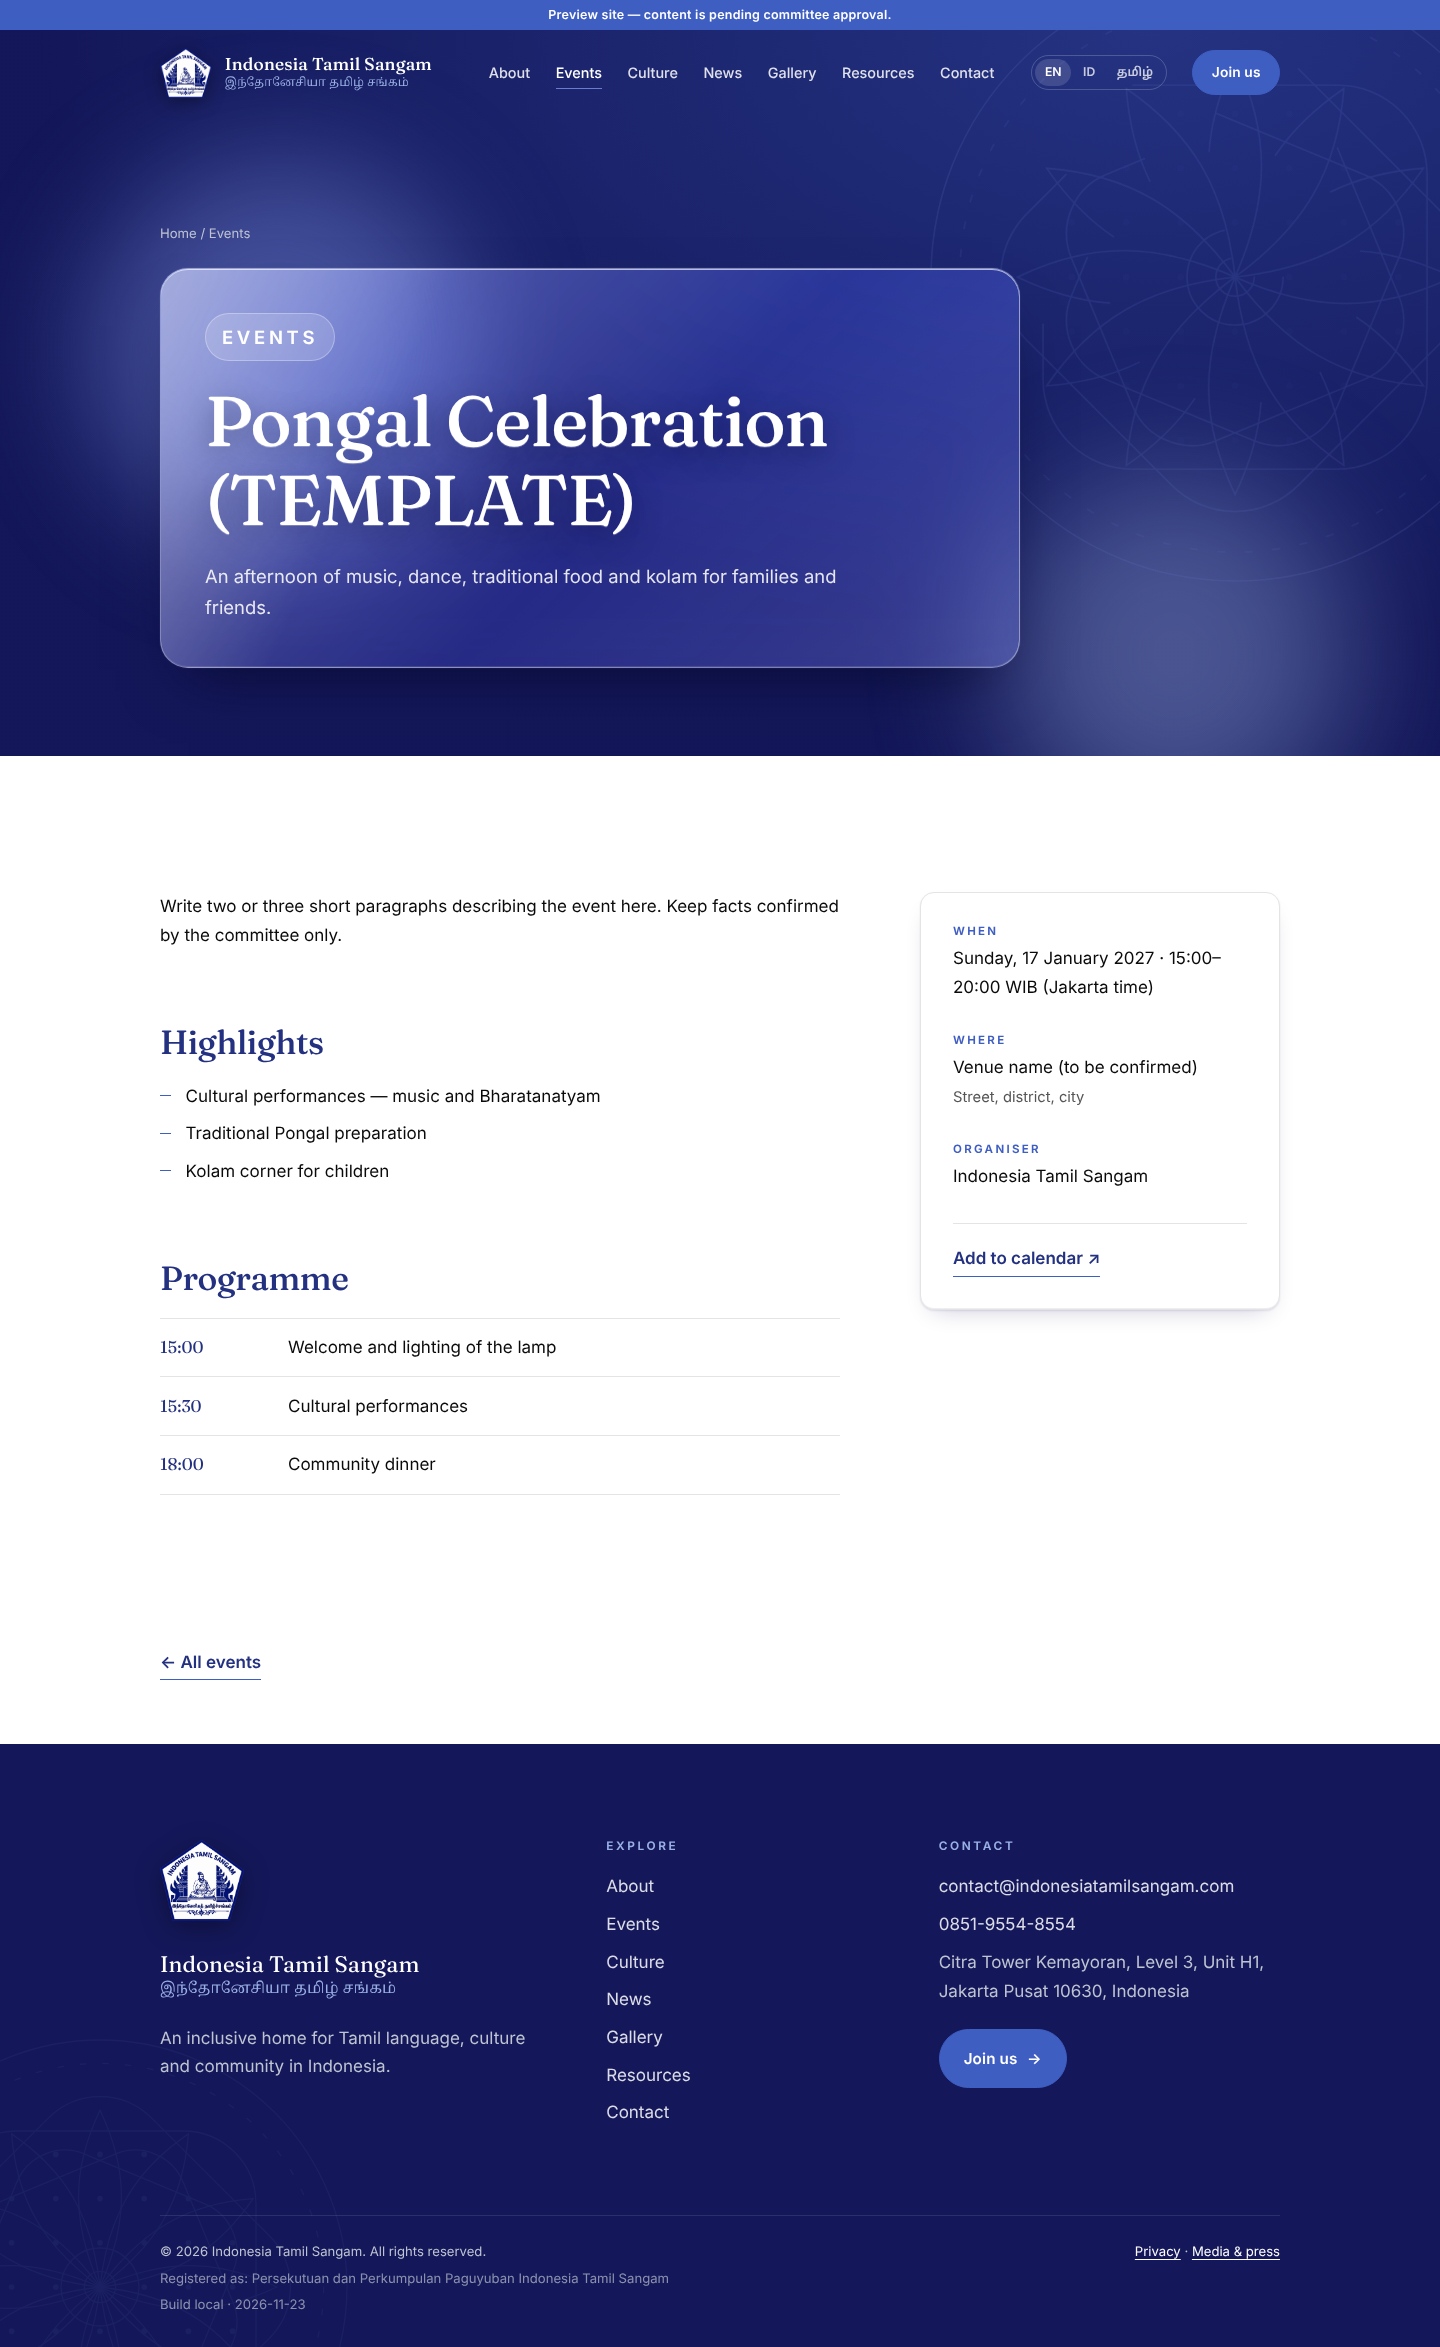 Preview site — content is pending committee approval.
Indonesia Tamil Sangam
இந்தோனேசியா தமிழ் சங்கம்
About
Events
Culture
News
Gallery
Resources
Contact
EN
ID
தமிழ்
Join us
Home / Events
EVENTS
Pongal Celebration
(TEMPLATE)
An afternoon of music, dance, traditional food and kolam for families and
friends.
Write two or three short paragraphs describing the event here. Keep facts confirmed
by the committee only.
Highlights
— Cultural performances — music and Bharatanatyam
— Traditional Pongal preparation
— Kolam corner for children
Programme
15:00 Welcome and lighting of the lamp
15:30 Cultural performances
18:00 Community dinner
WHEN
Sunday, 17 January 2027 · 15:00–
20:00 WIB (Jakarta time)
WHERE
Venue name (to be confirmed)
Street, district, city
ORGANISER
Indonesia Tamil Sangam
Add to calendar ↗
← All events
INDONESIA TAMIL SANGAM
Indonesia Tamil Sangam
இந்தோனேசியா தமிழ் சங்கம்
An inclusive home for Tamil language, culture
and community in Indonesia.
EXPLORE
About
Events
Culture
News
Gallery
Resources
Contact
CONTACT
contact@indonesiatamilsangam.com
0851-9554-8554
Citra Tower Kemayoran, Level 3, Unit H1,
Jakarta Pusat 10630, Indonesia
Join us →
© 2026 Indonesia Tamil Sangam. All rights reserved.
Privacy · Media & press
Registered as: Persekutuan dan Perkumpulan Paguyuban Indonesia Tamil Sangam
Build local · 2026-11-23